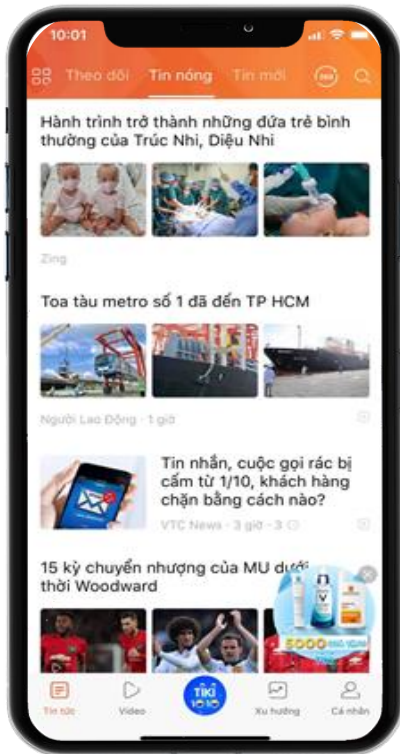 10:01
Theo dõi Tin nóng Tin mới
Hành trình trở thành những đứa trẻ bình
thường của Trúc Nhi, Diệu Nhi
Zing
Toa tàu metro số 1 đã đến TP HCM
Người Lao Động · 1 giờ
Tin nhắn, cuộc gọi rác bị
cấm từ 1/10, khách hàng
chặn bằng cách nào?
VTC News · 3 giờ · 3
15 kỳ chuyển nhượng của MU dưới
thời Woodward
5000
TIKI
10 10
Tin tức Video Xu hướng Cá nhân